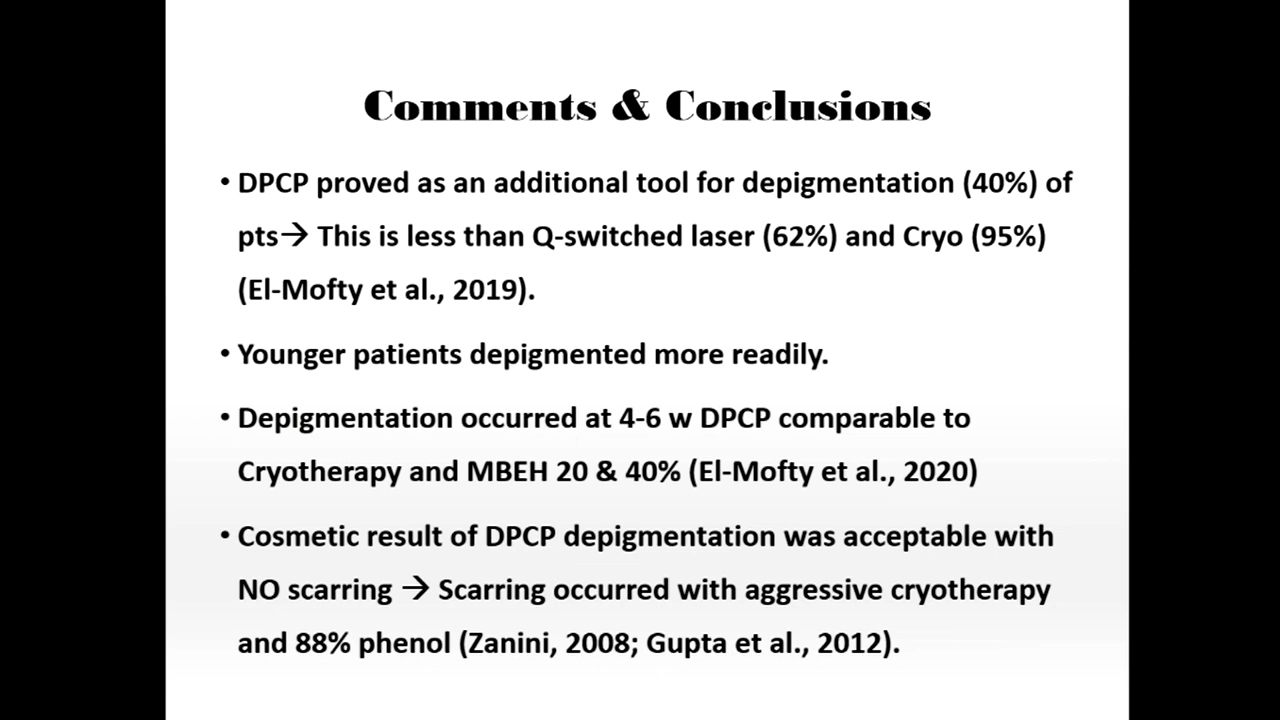 Comments & Conclusions
• DPCP proved as an additional tool for depigmentation (40%) of
pts→ This is less than Q-switched laser (62%) and Cryo (95%)
(El-Mofty et al., 2019).
• Younger patients depigmented more readily.
• Depigmentation occurred at 4-6 w DPCP comparable to
Cryotherapy and MBEH 20 & 40% (El-Mofty et al., 2020)
• Cosmetic result of DPCP depigmentation was acceptable with
NO scarring → Scarring occurred with aggressive cryotherapy
and 88% phenol (Zanini, 2008; Gupta et al., 2012).